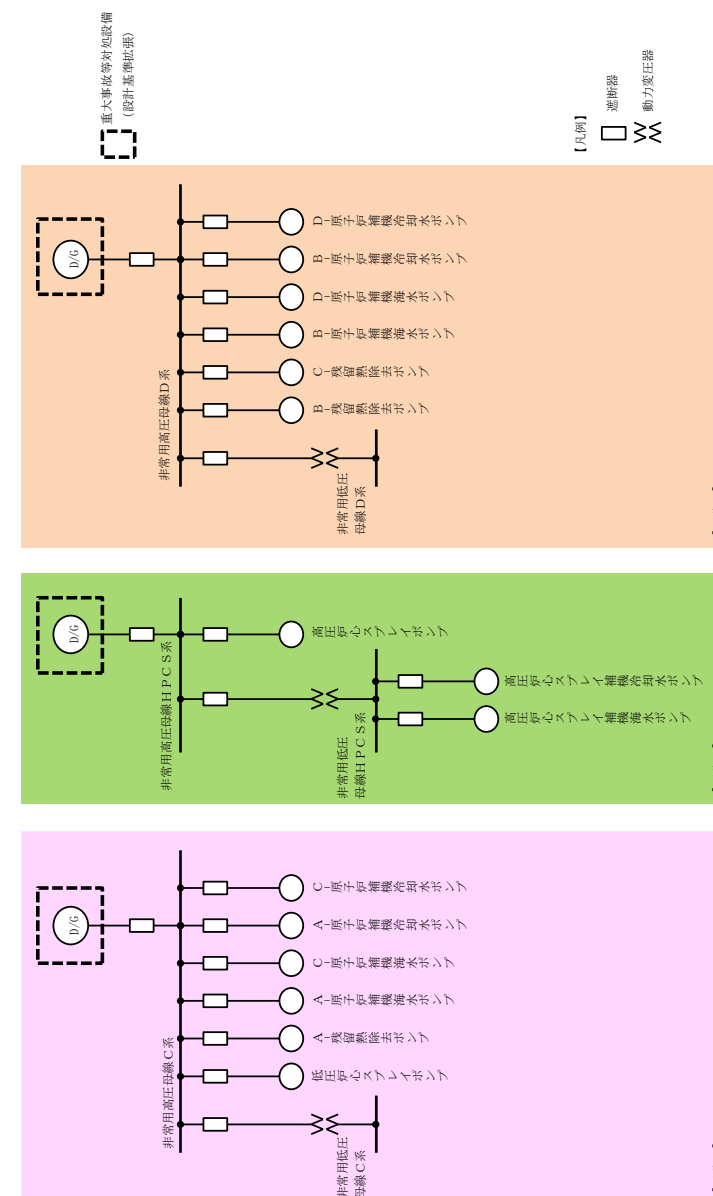 重大事故等対処設備
(設計基準拡張)
【凡例】
遮断器
動力変圧器
D/G
非常用高圧母線D系
D-原子炉補機冷却水ポンプ
B-原子炉補機冷却水ポンプ
D-原子炉補機海水ポンプ
B-原子炉補機海水ポンプ
C-残留熱除去ポンプ
B-残留熱除去ポンプ
非常用低圧
母線D系
D/G
非常用高圧母線HPCS系
高圧炉心スプレイポンプ
非常用低圧
母線HPCS系
高圧炉心スプレイ補機冷却水ポンプ
高圧炉心スプレイ補機海水ポンプ
D/G
非常用高圧母線C系
C-原子炉補機冷却水ポンプ
A-原子炉補機冷却水ポンプ
C-原子炉補機海水ポンプ
A-原子炉補機海水ポンプ
A-残留熱除去ポンプ
低圧炉心スプレイポンプ
非常用低圧
母線C系